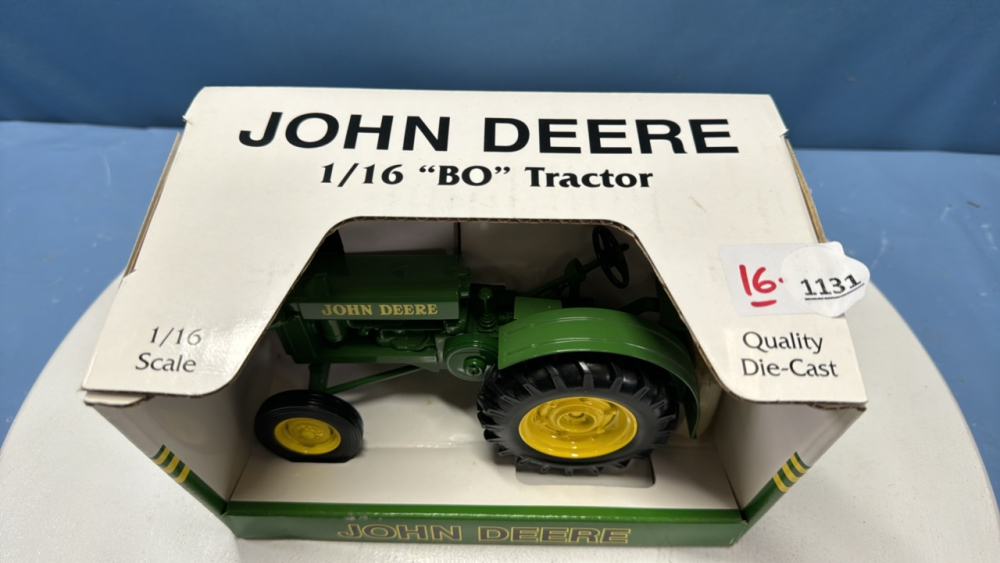 JOHN DEERE
1/16 "BO" Tractor
16.
1131
JOHN DEERE
1/16
Scale
Quality
Die-Cast
JOHN DEERE